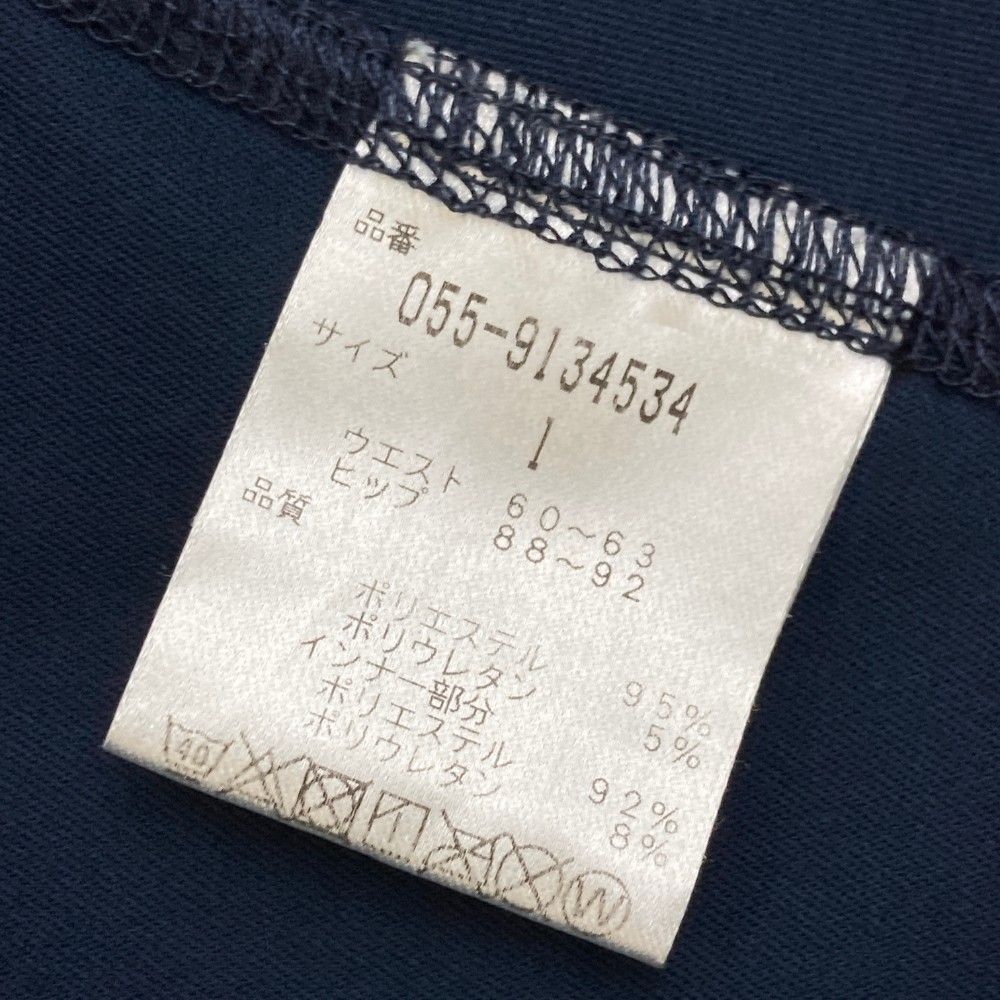 品番
055-9134534
サイズ
1
ウエスト 60～63
ヒップ 88～92
品質
ポリエステル 95%
ポリウレタン 5%
インナー部分
ポリエステル 92%
ポリウレタン 8%
40
W